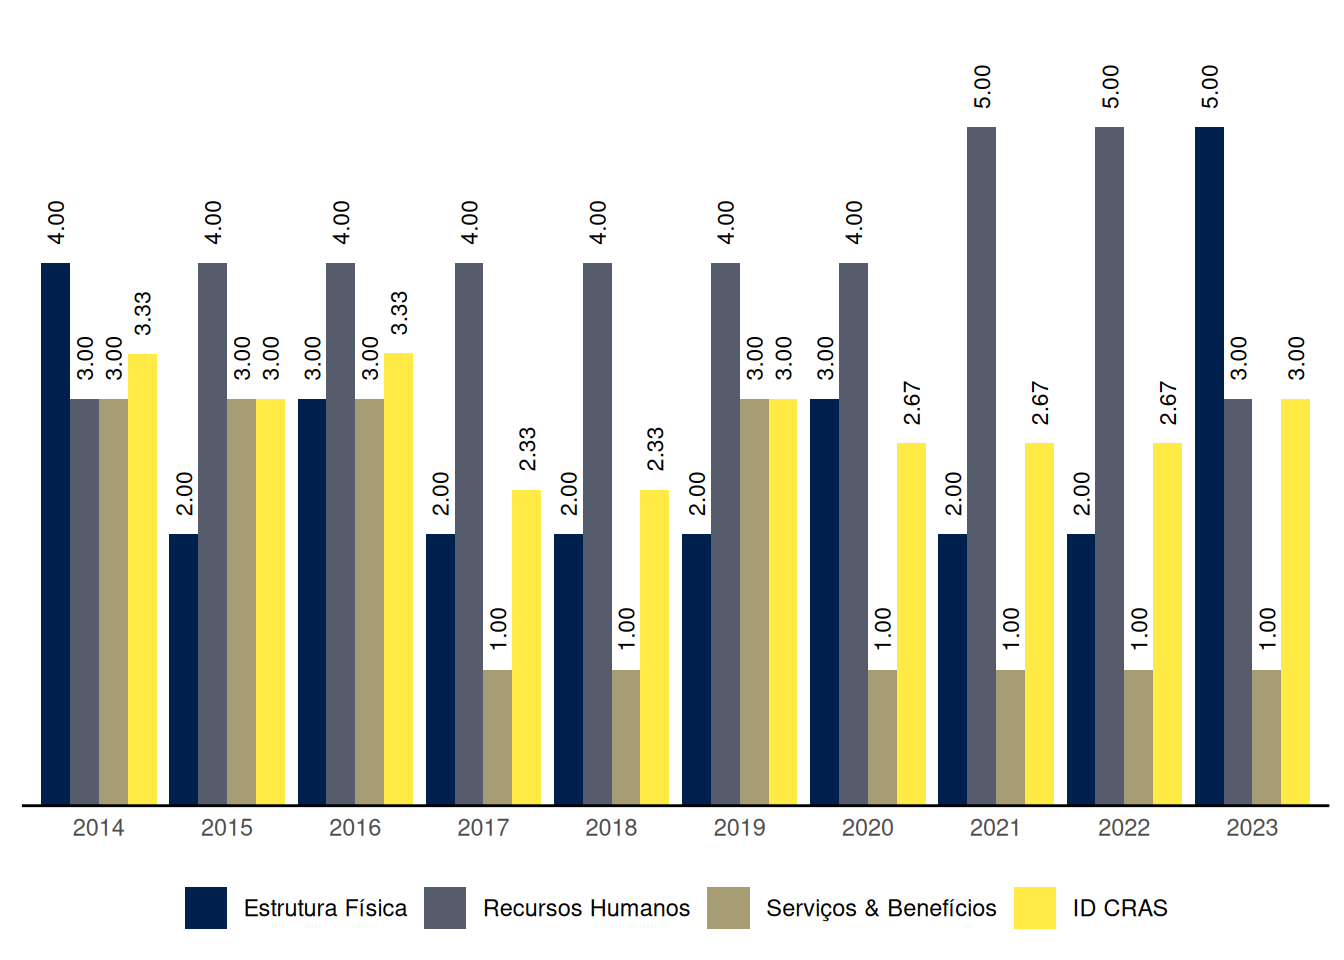 4.00 3.00 3.00 3.33 2.00 4.00 3.00 3.00 3.00 4.00 3.00 3.33 2.00 4.00 1.00 2.33 2.00 4.00 1.00 2.33 2.00 4.00 3.00 3.00 3.00 4.00 1.00 2.67 2.00 5.00 1.00 2.67 2.00 5.00 1.00 2.67 5.00 3.00 1.00 3.00
2014 2015 2016 2017 2018 2019 2020 2021 2022 2023
Estrutura Física Recursos Humanos Serviços & Benefícios ID CRAS